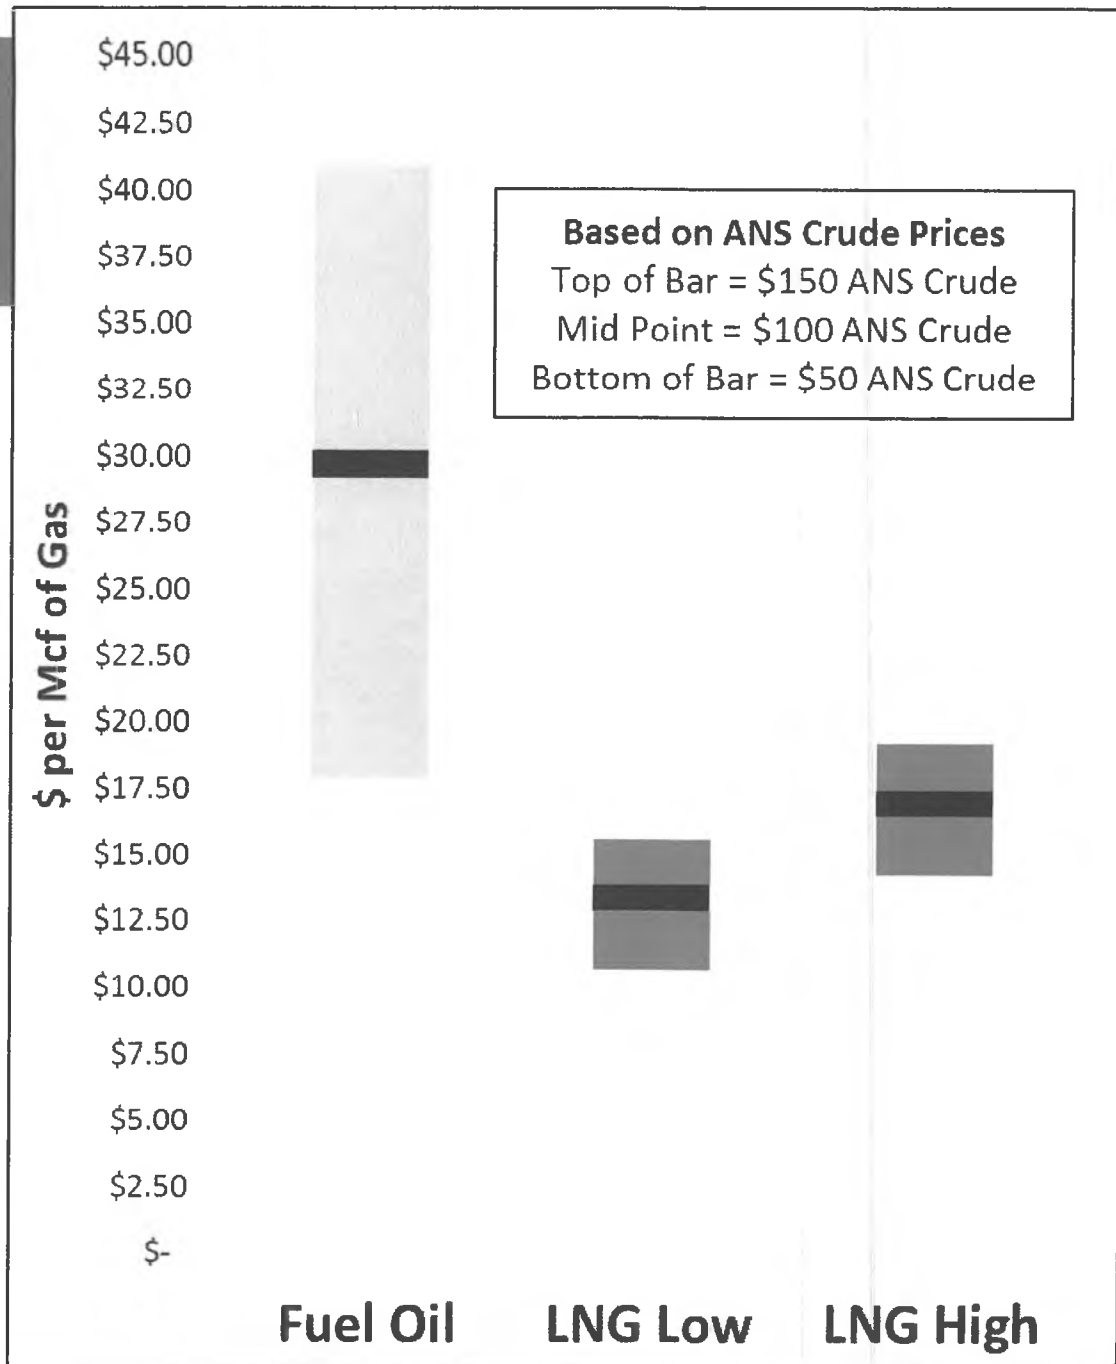 $45.00
$42.50
$40.00
$37.50
$35.00
$32.50
$30.00
$27.50
$25.00
$22.50
$20.00
$17.50
$15.00
$12.50
$10.00
$7.50
$5.00
$2.50
$-
$ per Mcf of Gas
Based on ANS Crude Prices
Top of Bar = $150 ANS Crude
Mid Point = $100 ANS Crude
Bottom of Bar = $50 ANS Crude
Fuel Oil
LNG Low
LNG High